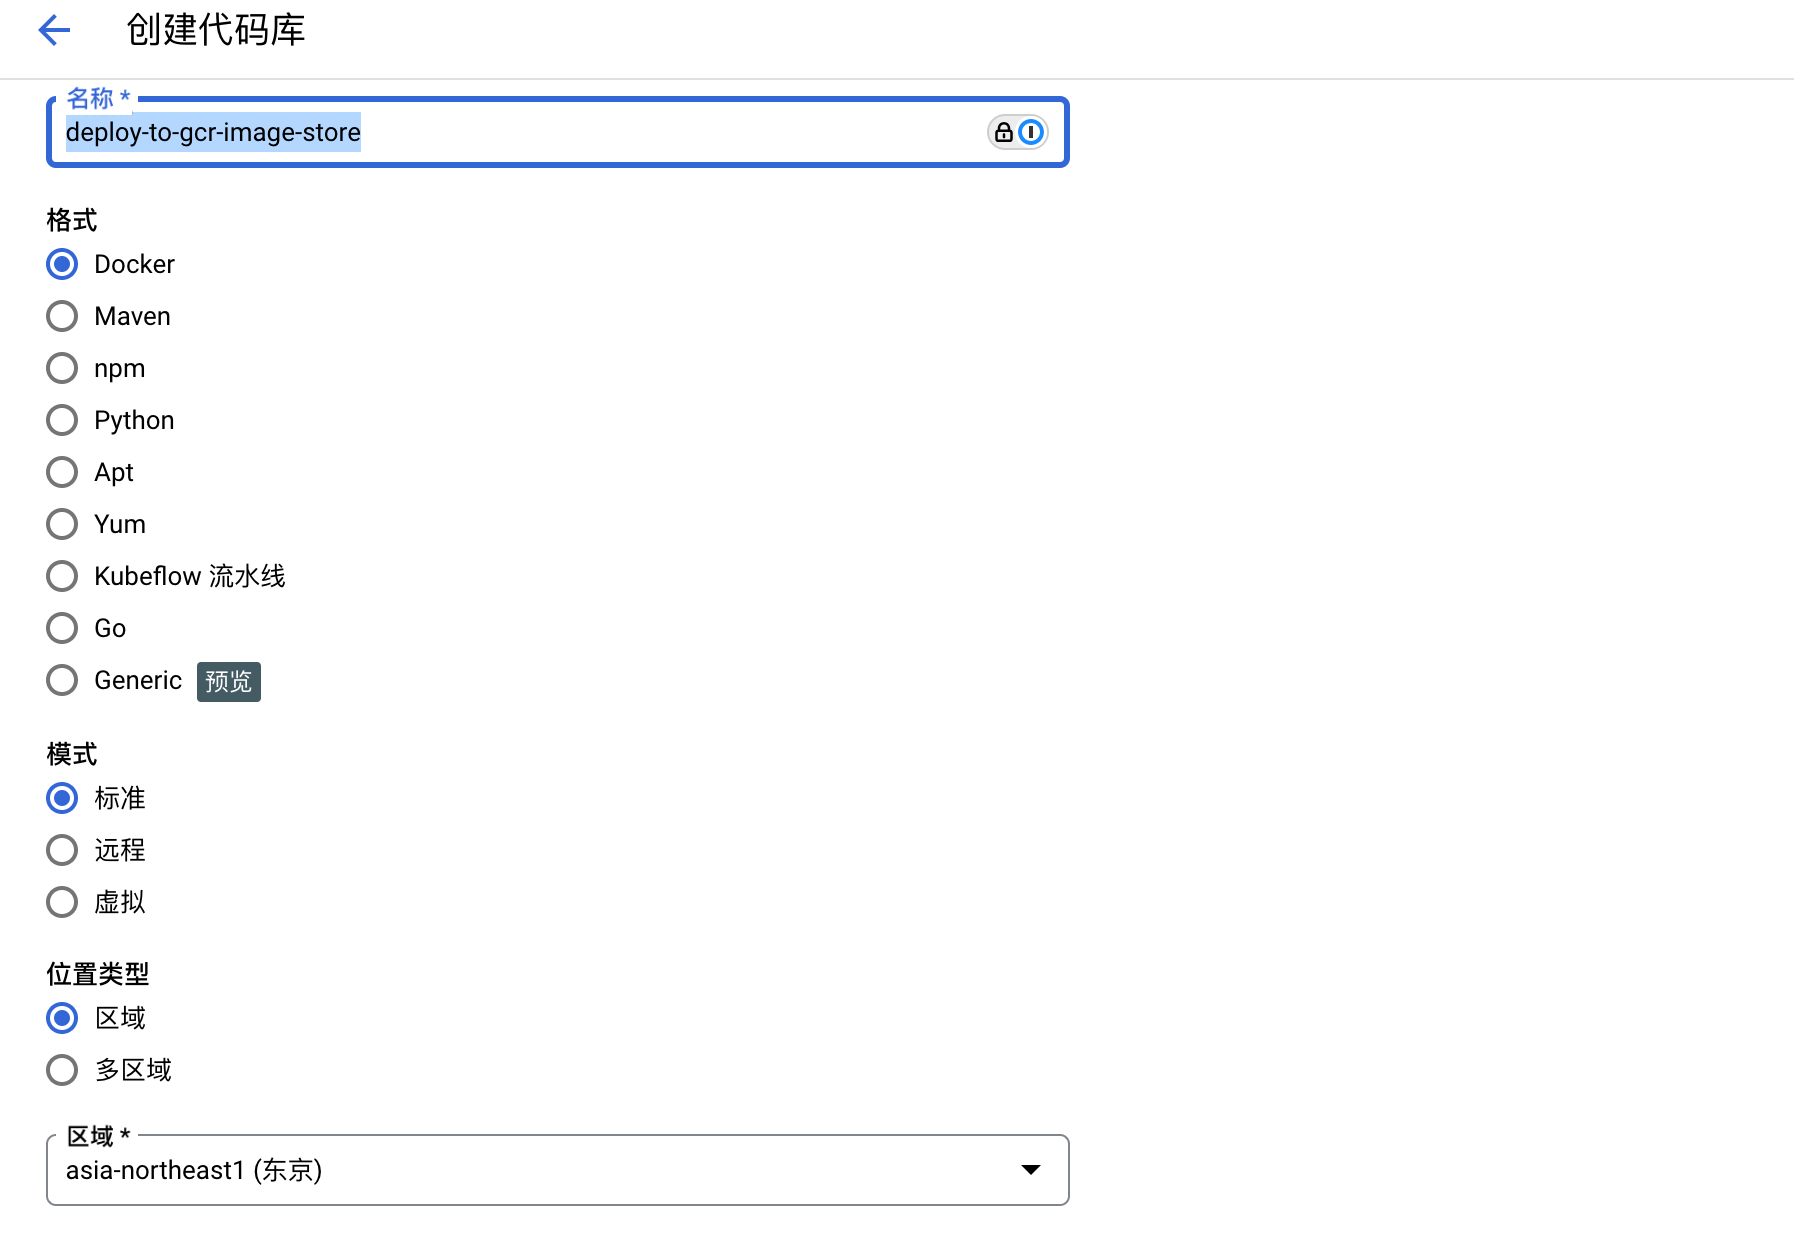 创建代码库
名称 *
deploy-to-gcr-image-store
格式
Docker
Maven
npm
Python
Apt
Yum
Kubeflow 流水线
Go
Generic 预览
模式
标准
远程
虚拟
位置类型
区域
多区域
区域 *
asia-northeast1 (东京)